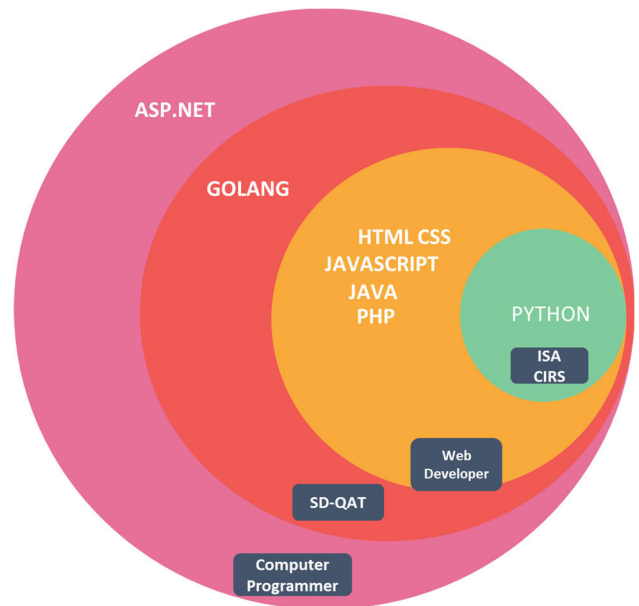 ASP.NET
GOLANG
HTML CSS
JAVASCRIPT
JAVA
PHP
PYTHON
ISA
CIRS
Web
Developer
SD-QAT
Computer
Programmer